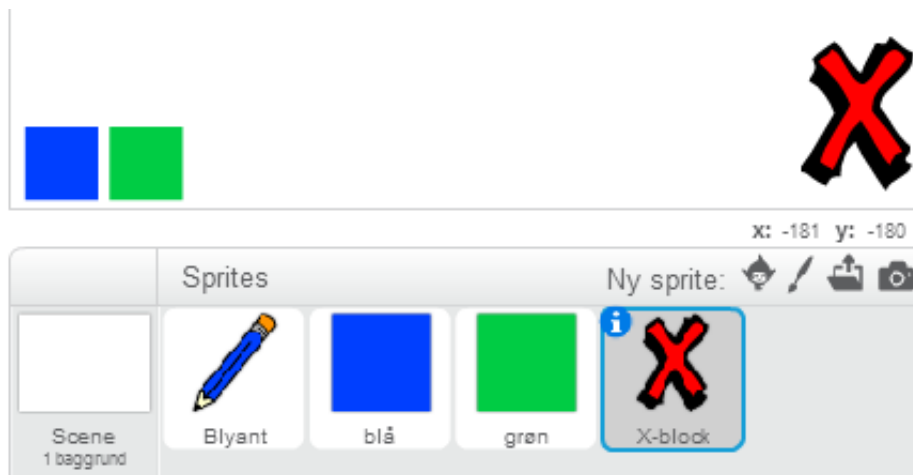 x: -181 y: -180
Sprites
Ny sprite:
Scene
1 baggrund
Blyant
blå
grøn
X-block